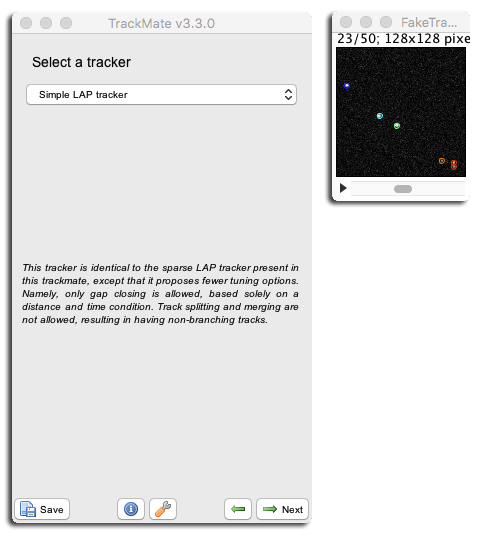 TrackMate v3.3.0
Select a tracker
Simple LAP tracker
This tracker is identical to the sparse LAP tracker present in
this trackmate, except that it proposes fewer tuning options.
Namely, only gap closing is allowed, based solely on a
distance and time condition. Track splitting and merging are
not allowed, resulting in having non-branching tracks.
Save
Next
FakeTra...
23/50; 128x128 pixe